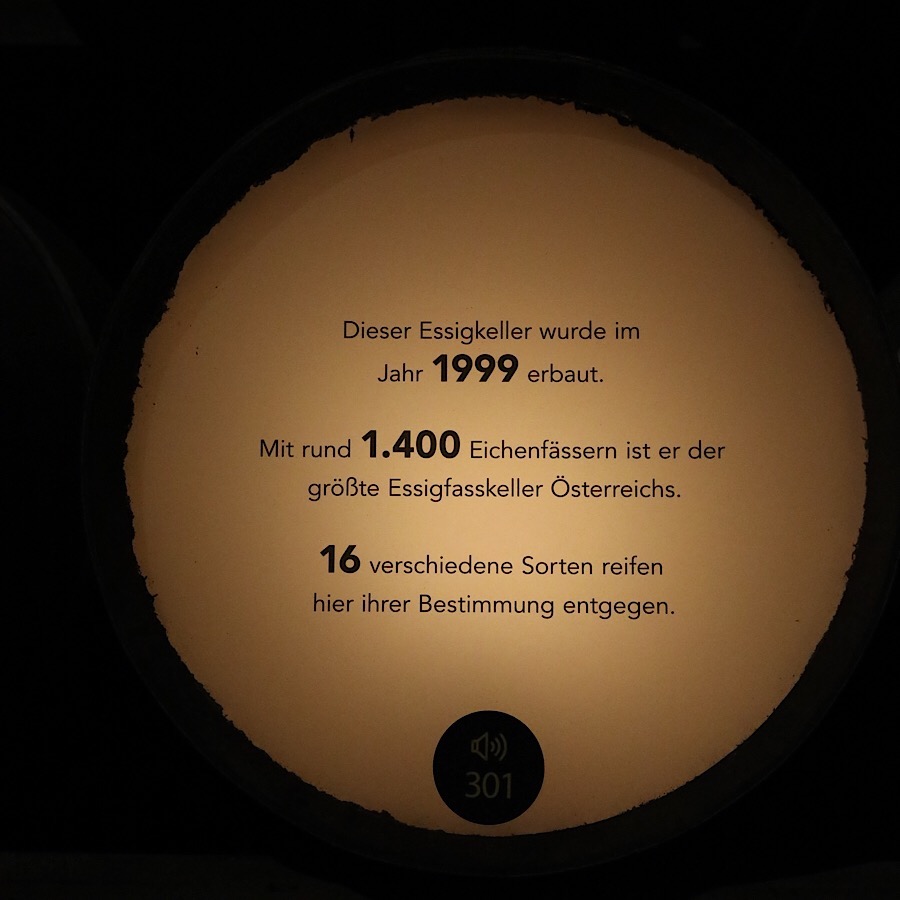 Dieser Essigkeller wurde im
Jahr 1999 erbaut.
Mit rund 1.400 Eichenfässern ist er der
größte Essigfasskeller Österreichs.
16 verschiedene Sorten reifen
hier ihrer Bestimmung entgegen.
301